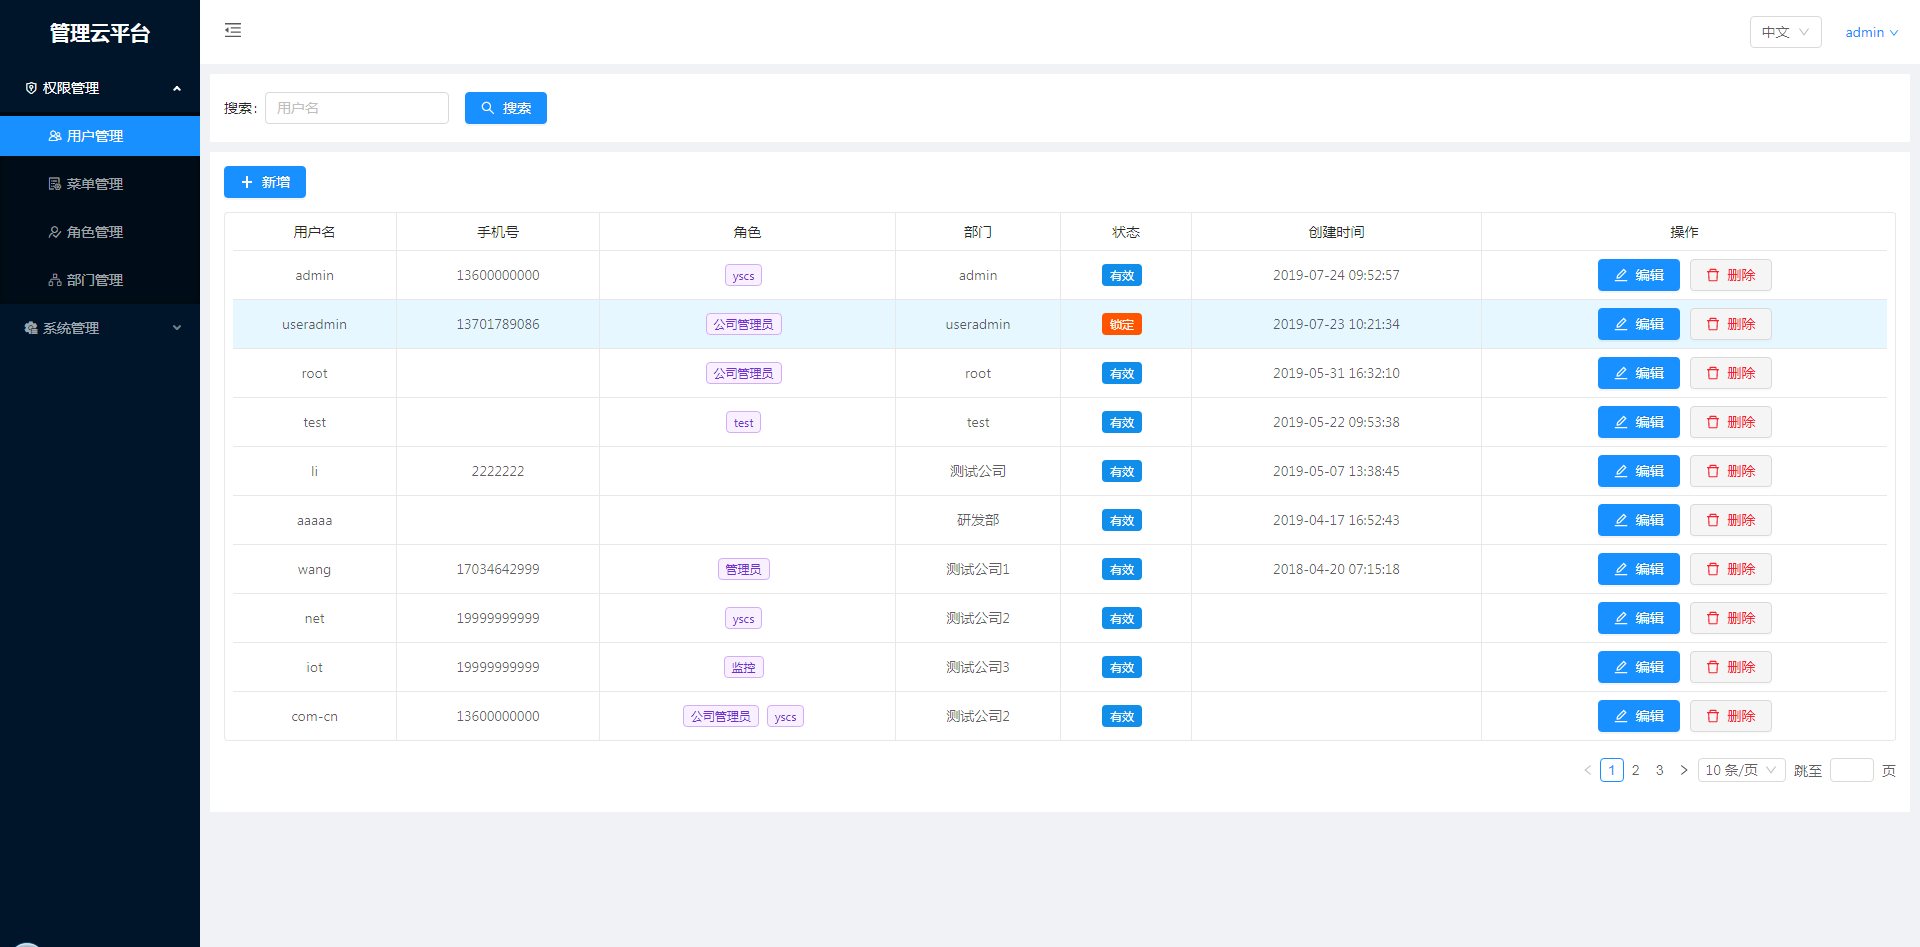 管理云平台
中文
admin
权限管理
用户管理
菜单管理
角色管理
部门管理
系统管理
搜索: 用户名 搜索
新增
用户名 手机号 角色 部门 状态 创建时间 操作
admin 13600000000 yscs admin 有效 2019-07-24 09:52:57 编辑 删除
useradmin 13701789086 公司管理员 useradmin 锁定 2019-07-23 10:21:34 编辑 删除
root 公司管理员 root 有效 2019-05-31 16:32:10 编辑 删除
test test test 有效 2019-05-22 09:53:38 编辑 删除
li 2222222 测试公司 有效 2019-05-07 13:38:45 编辑 删除
aaaaa 研发部 有效 2019-04-17 16:52:43 编辑 删除
wang 17034642999 管理员 测试公司1 有效 2018-04-20 07:15:18 编辑 删除
net 19999999999 yscs 测试公司2 有效 编辑 删除
iot 19999999999 监控 测试公司3 有效 编辑 删除
com-cn 13600000000 公司管理员 yscs 测试公司2 有效 编辑 删除
1 2 3 10 条/页 跳至 页